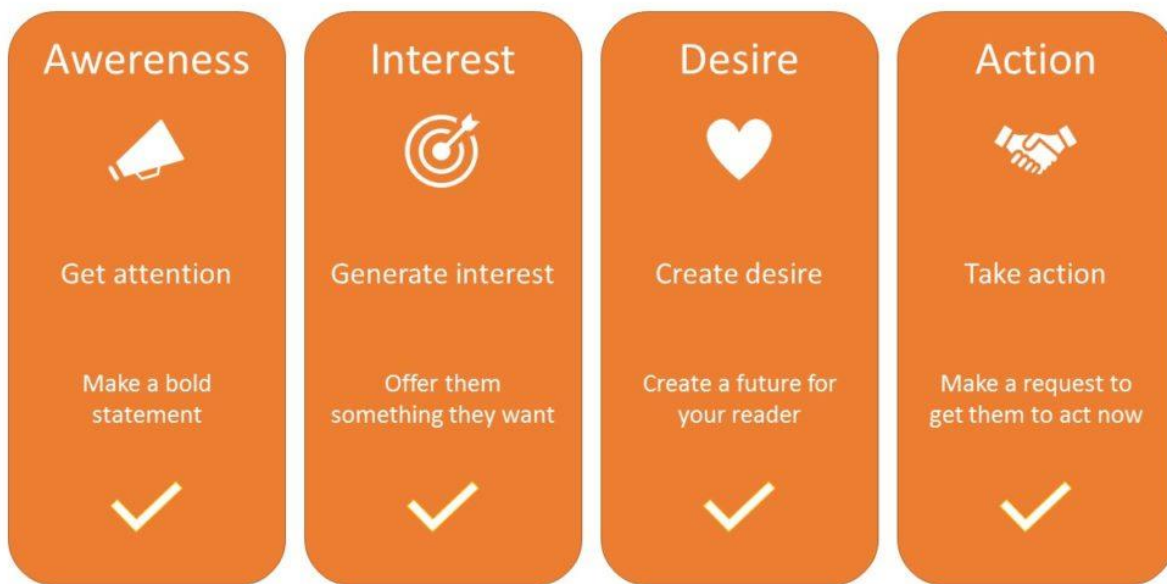 Awereness
Get attention
Make a bold
statement
Interest
Generate interest
Offer them
something they want
Desire
Create desire
Create a future for
your reader
Action
Take action
Make a request to
get them to act now